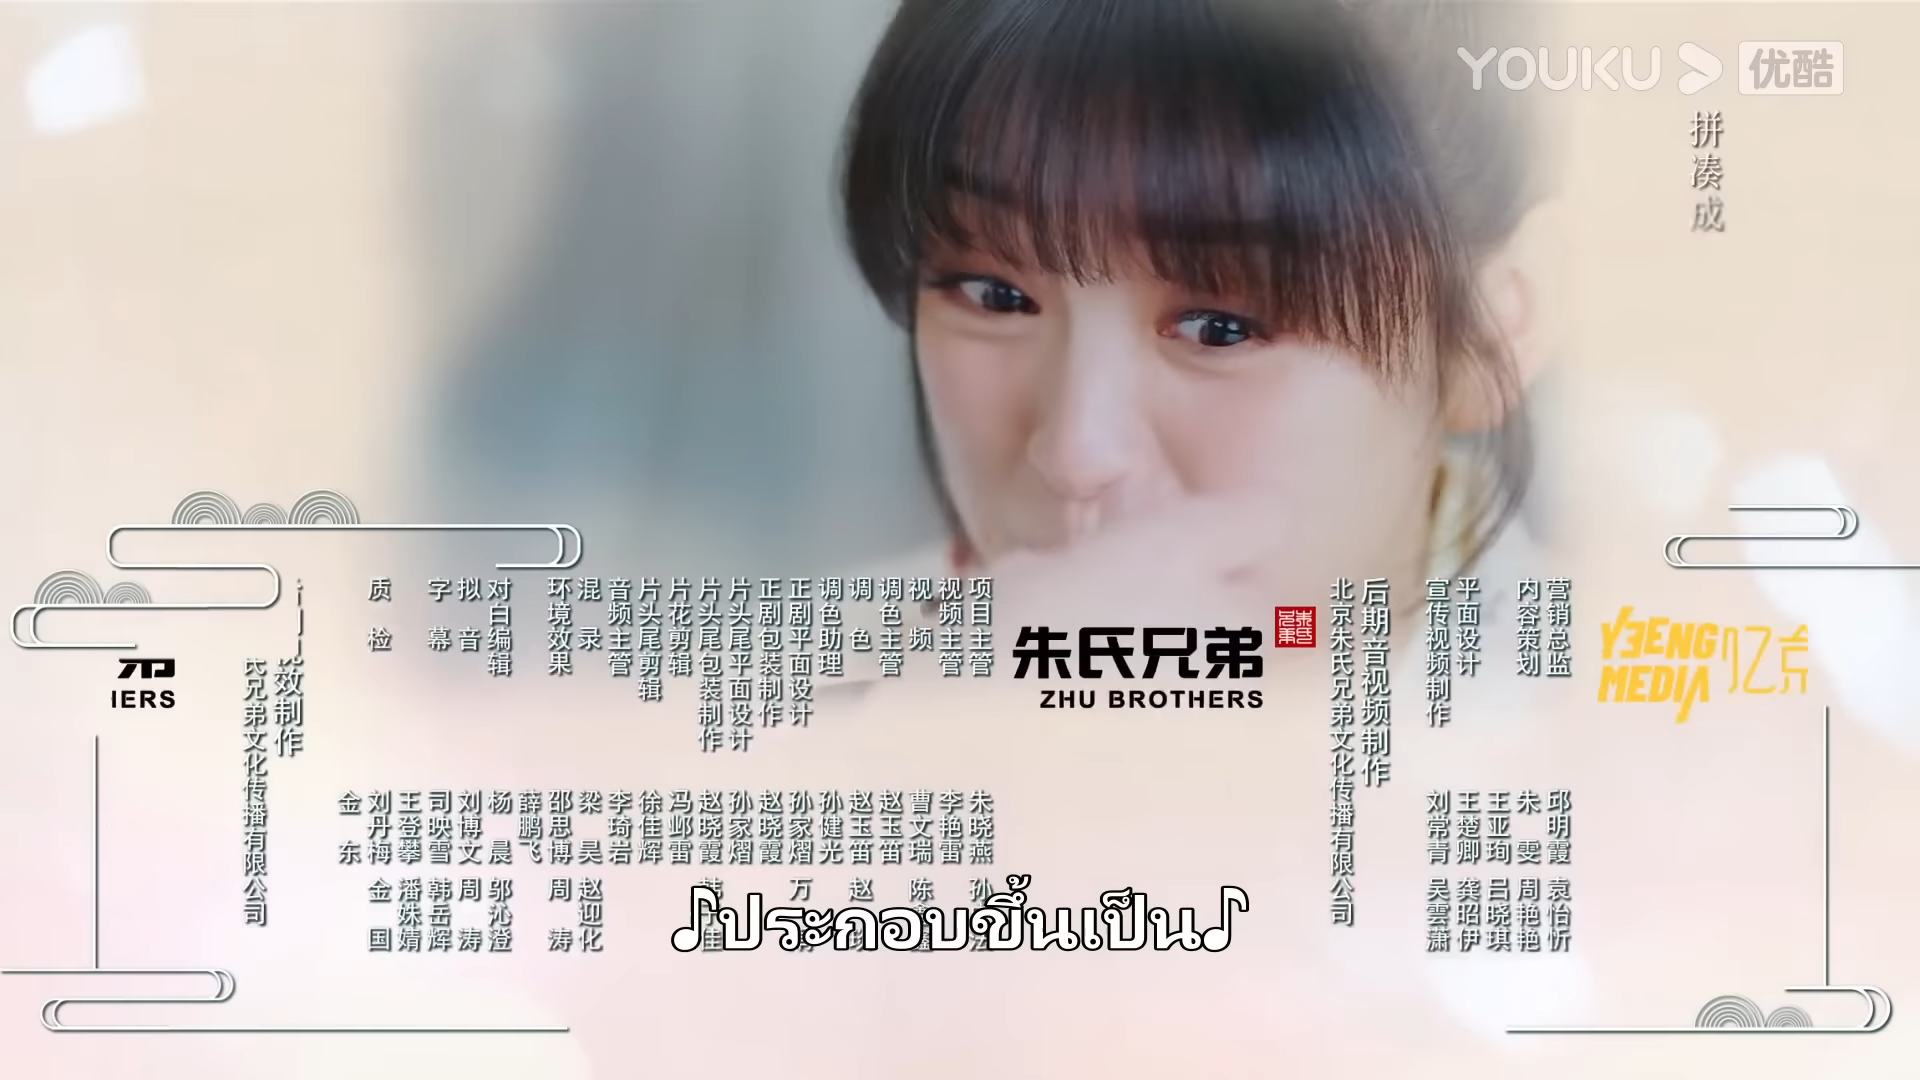 YOUKU 优酷
拼凑成
YƎENG
MEDIA
营销总监 邱明霞 袁怡忻
内容策划 朱雯 周艳艳
王亚珣 吕晓琪
平面设计 王楚卿 龚昭伊
宣传视频制作 刘常青 吴雲潇
后期音视频制作
北京朱氏兄弟文化传播有限公司
朱氏兄弟
ZHU BROTHERS
项目主管 朱晓燕
视频主管 李艳雷
视频 曹文瑞
调色主管 赵玉笛
调色 赵玉笛
调色助理 孙健光
正剧平面设计 孙家熠
正剧包装制作 赵晓霞
片头尾平面设计 孙家熠
片头尾包装制作 赵晓霞
片花剪辑 冯邺雷
片头尾剪辑 徐佳辉
音频主管 李琦岩
混录 梁昊 赵迎化
环境效果 邵思博 周涛
薛鹏飞
对白编辑 杨晨 邬沁澄
拟音 刘博文 周涛
字幕 司映雪 韩岳辉
王登攀 潘姝婧
质检 刘丹梅 金国
金东
效制作
氏兄弟文化传播有限公司
IERS
♪ประกอบขึ้นเป็น♪